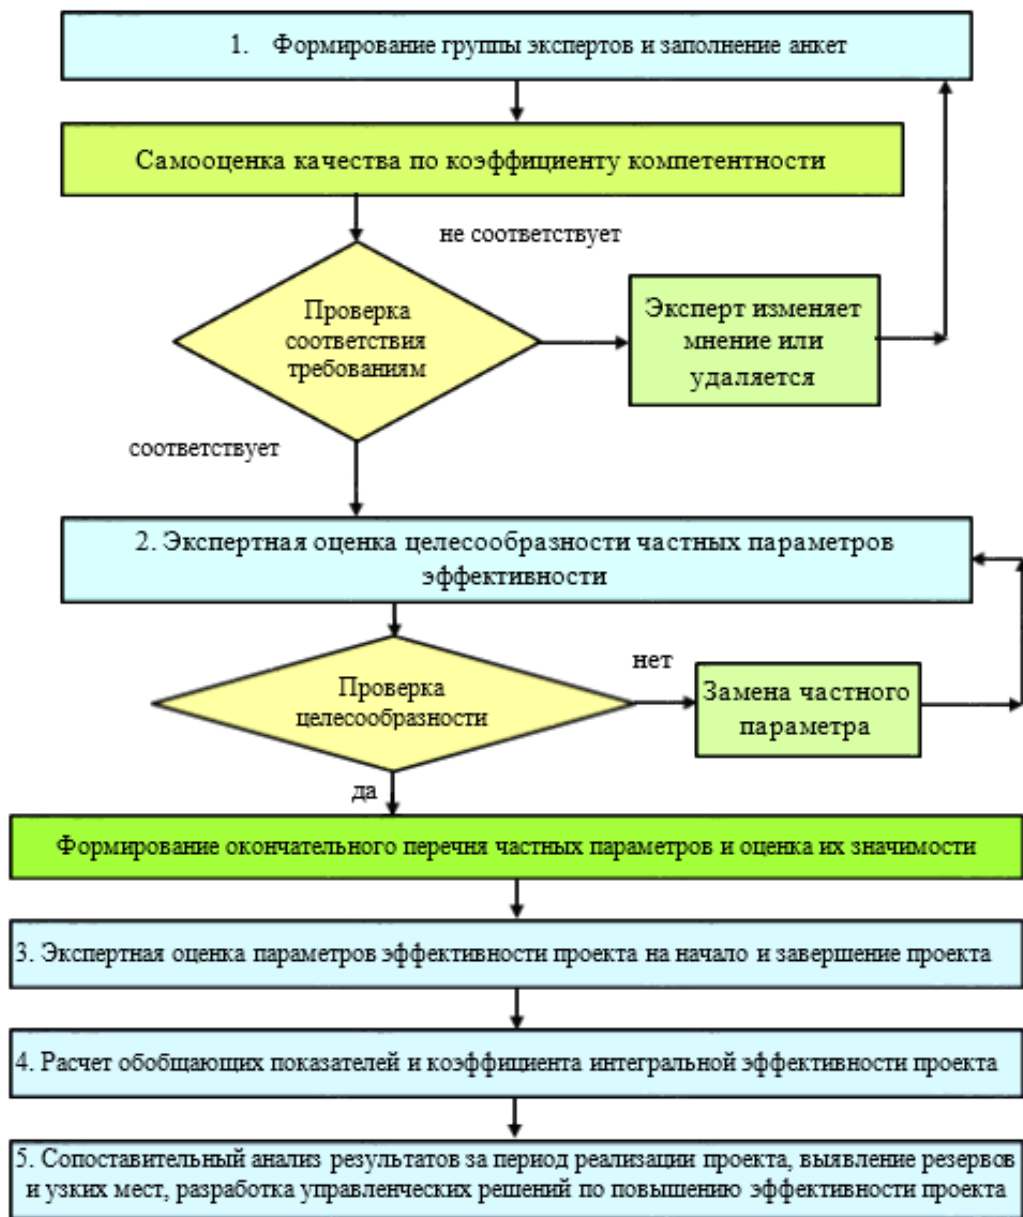 1. Формирование группы экспертов и заполнение анкет
Самооценка качества по коэффициенту компетентности
не соответствует
Проверка
соответствия
требованиям
Эксперт изменяет
мнение или
удаляется
соответствует
2. Экспертная оценка целесообразности частных параметров
эффективности
нет
Проверка
целесообразности
Замена частного
параметра
да
Формирование окончательного перечня частных параметров и оценка их значимости
3. Экспертная оценка параметров эффективности проекта на начало и завершение проекта
4. Расчет обобщающих показателей и коэффициента интегральной эффективности проекта
5. Сопоставительный анализ результатов за период реализации проекта, выявление резервов
и узких мест, разработка управленческих решений по повышению эффективности проекта